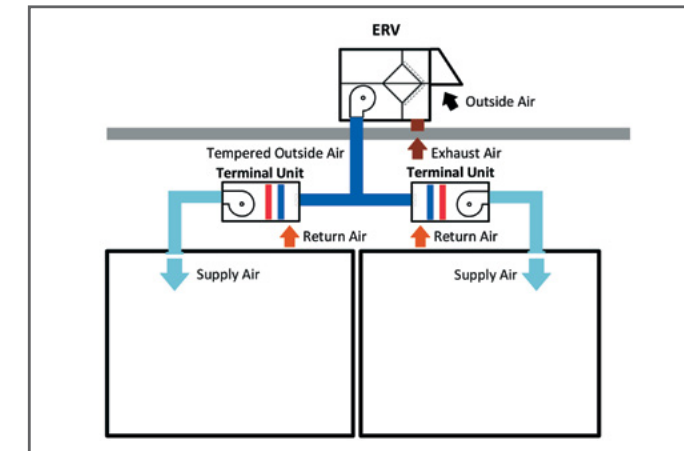 ERV
Outside Air
Tempered Outside Air
Exhaust Air
Terminal Unit
Terminal Unit
Return Air
Return Air
Supply Air
Supply Air